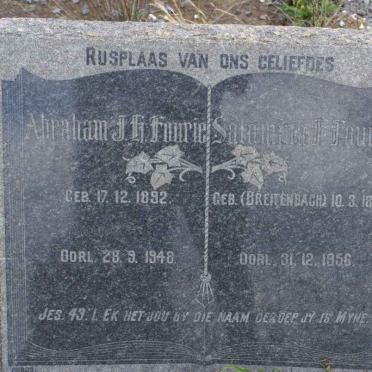 RUSPLAAS VAN ONS GELIEFDES
Abraham J H Fourie
GEB. 17. 12. 1892.
OORL. 28. 9. 1948.
GEB. (BREITENBACH) 10. 3.
OORL. 31. 12. 1956.
JES. 43:1. EK HET JOU BY DIE NAAM GEROEP JY IS MYNE